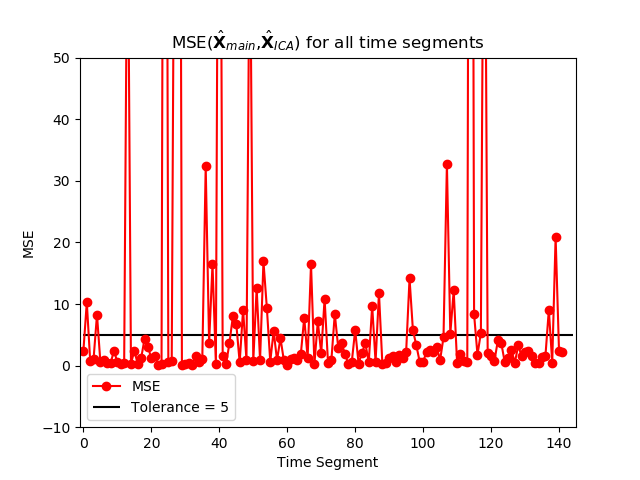 MSE(X̂main,X̂ICA) for all time segments
50
40
30
20
10
0
−10
MSE
MSE
Tolerance = 5
0 20 40 60 80 100 120 140
Time Segment